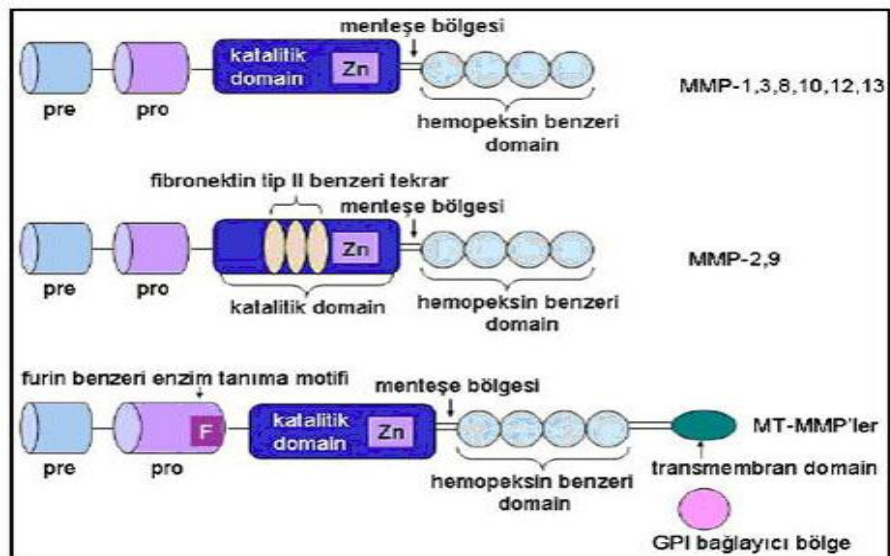 menteşe bölgesi
katalitik
domain
Zn
pre
pro
hemopeksin benzeri
domain
MMP-1,3,8,10,12,13
fibronektin tip II benzeri tekrar
menteşe bölgesi
Zn
pre
pro
katalitik domain
hemopeksin benzeri
domain
MMP-2,9
furin benzeri enzim tanıma motifi
menteşe bölgesi
F
katalitik
domain
Zn
MT-MMP'ler
pre
pro
hemopeksin benzeri
domain
transmembran domain
GPI bağlayıcı bölge